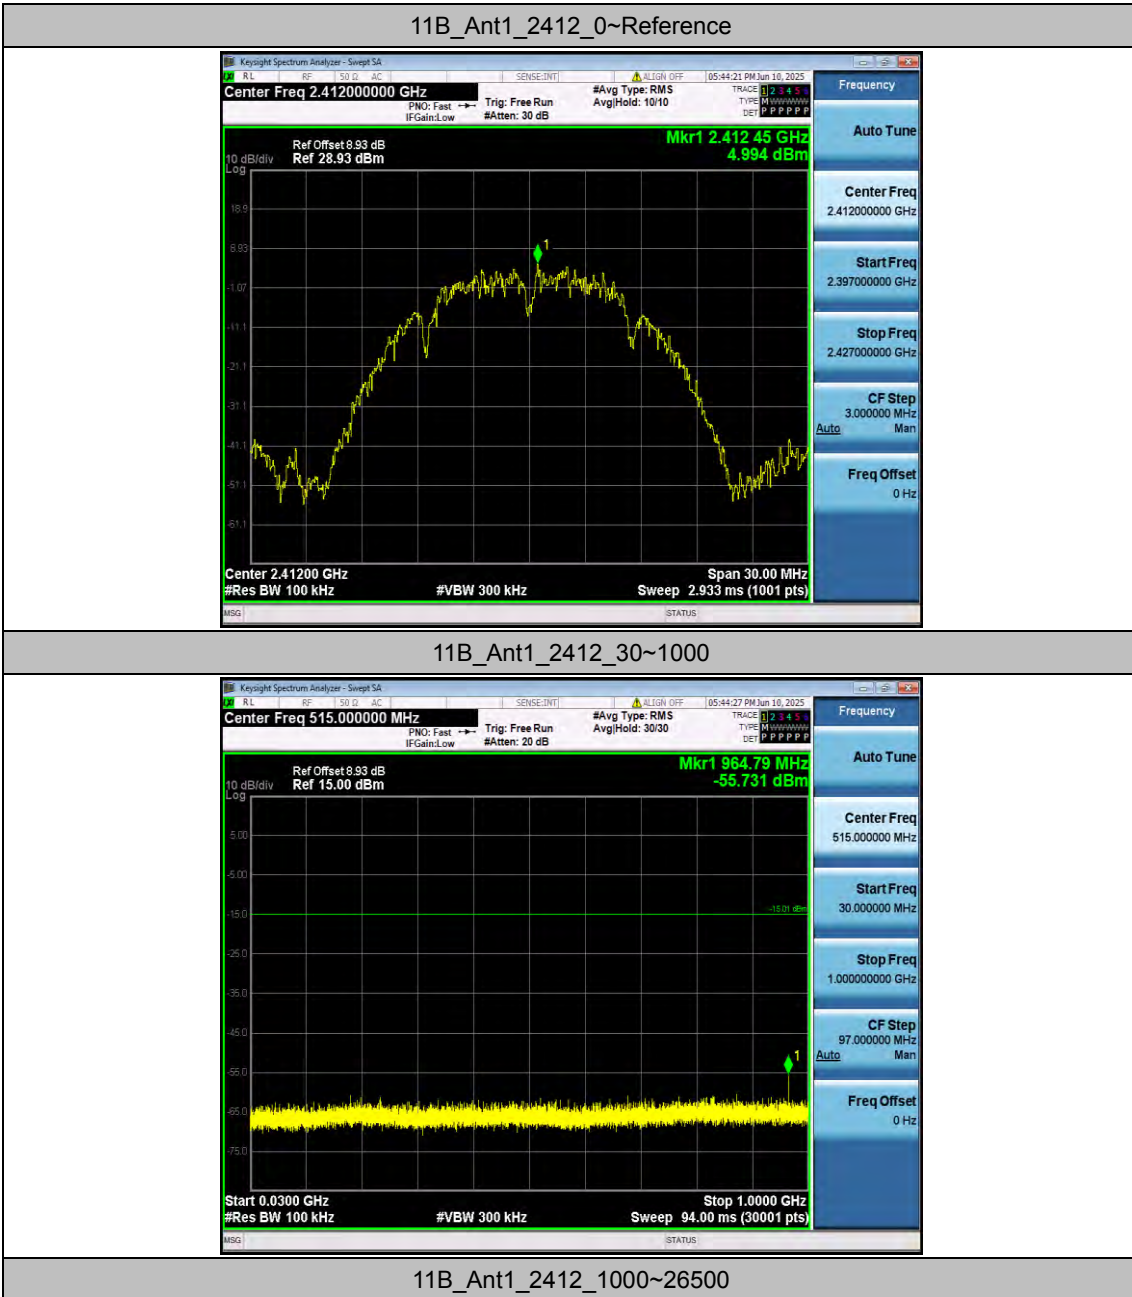 11B_Ant1_2412_0~Reference
Keysight Spectrum Analyzer - Swept SA
RL RF 50 Ω AC SENSE:INT ALIGN OFF 05:44:21 PM Jun 10, 2025
Center Freq 2.412000000 GHz
PNO: Fast
IFGain:Low
Trig: Free Run
#Atten: 30 dB
#Avg Type: RMS
Avg|Hold: 10/10
TRACE 1 2 3 4 5 6
TYPE M WWWWW
DET P P P P P P
Ref Offset 8.93 dB
10 dB/div Ref 28.93 dBm
Log
Mkr1 2.412 45 GHz
4.994 dBm
18.9
8.93
-1.07
-11.1
-21.1
-31.1
-41.1
-51.1
-61.1
1
Center 2.41200 GHz Span 30.00 MHz
#Res BW 100 kHz #VBW 300 kHz Sweep 2.933 ms (1001 pts)
MSG STATUS
Frequency
Auto Tune
Center Freq
2.412000000 GHz
Start Freq
2.397000000 GHz
Stop Freq
2.427000000 GHz
CF Step
3.000000 MHz
Auto Man
Freq Offset
0 Hz
11B_Ant1_2412_30~1000
Keysight Spectrum Analyzer - Swept SA
RL RF 50 Ω AC SENSE:INT ALIGN OFF 05:44:27 PM Jun 10, 2025
Center Freq 515.000000 MHz
PNO: Fast
IFGain:Low
Trig: Free Run
#Atten: 20 dB
#Avg Type: RMS
Avg|Hold: 30/30
TRACE 1 2 3 4 5 6
TYPE M WWWWW
DET P P P P P P
Ref Offset 8.93 dB
10 dB/div Ref 15.00 dBm
Log
Mkr1 964.79 MHz
-55.731 dBm
5.00
-5.00
-15.0
-15.01 dBm
-25.0
-35.0
-45.0
-55.0
-65.0
-75.0
1
Start 0.0300 GHz Stop 1.0000 GHz
#Res BW 100 kHz #VBW 300 kHz Sweep 94.00 ms (30001 pts)
MSG STATUS
Frequency
Auto Tune
Center Freq
515.000000 MHz
Start Freq
30.000000 MHz
Stop Freq
1.000000000 GHz
CF Step
97.000000 MHz
Auto Man
Freq Offset
0 Hz
11B_Ant1_2412_1000~26500